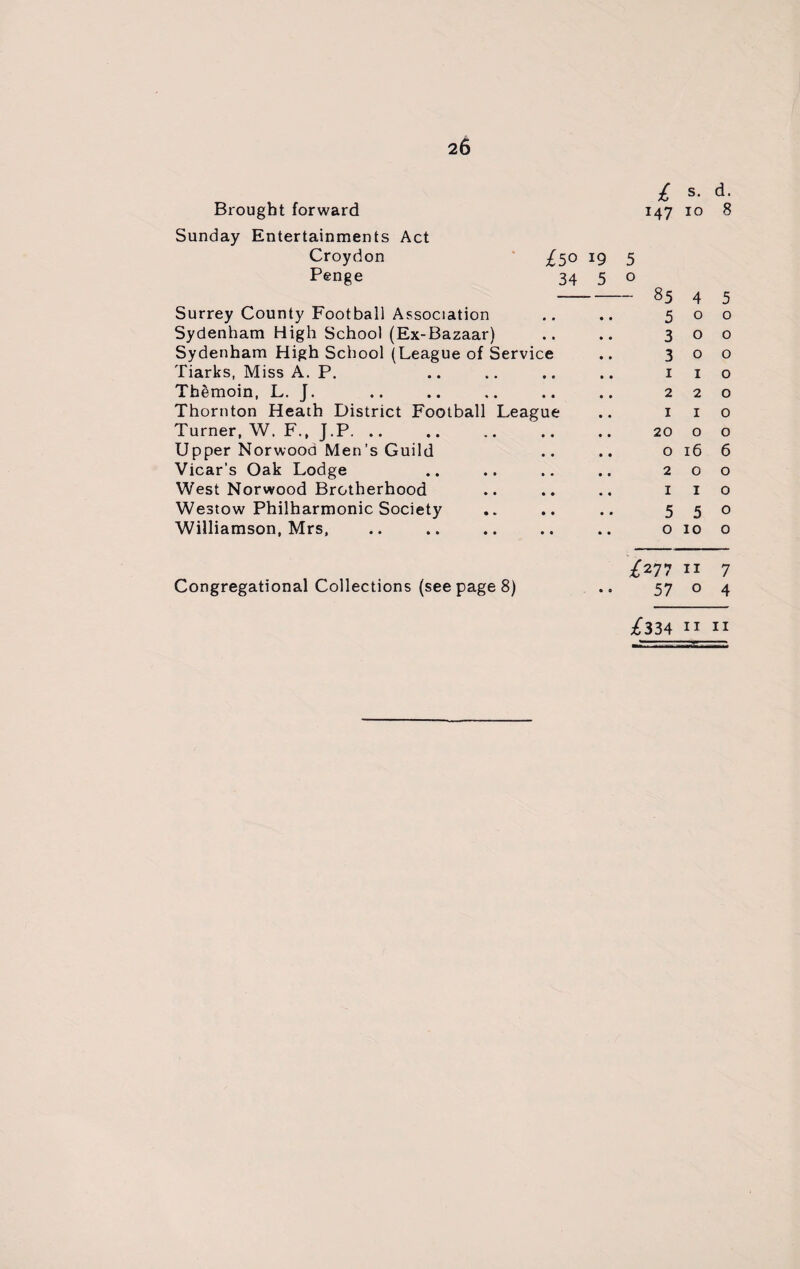 26
£ s. d.
Brought forward 147 10 8
Sunday Entertainments Act
Croydon £50 19 5
Penge 34 5 0
85 4 5
Surrey County Football Association .. .. 5 0 0
Sydenham High School (Ex-Bazaar) .. .. 3 0 0
Sydenham High School (League of Service .. 3 0 0
Tiarks, Miss A. P. .. .. .. .. 1 1 0
Thêmoin, L. J. .. .. .. .. .. 2 2 0
Thornton Heath District Football League .. 1 1 0
Turner, W. F., J.P. .. .. .. .. .. 20 0 0
Upper Norwood Men's Guild .. .. 0 16 6
Vicar's Oak Lodge .. .. .. .. 2 0 0
West Norwood Brotherhood .. .. .. 1 1 0
Westow Philharmonic Society .. .. .. 5 5 0
Williamson, Mrs, .. .. .. .. .. 0 10 0
£277 11 7
Congregational Collections (see page 8) .. 57 0 4
£334 11 11